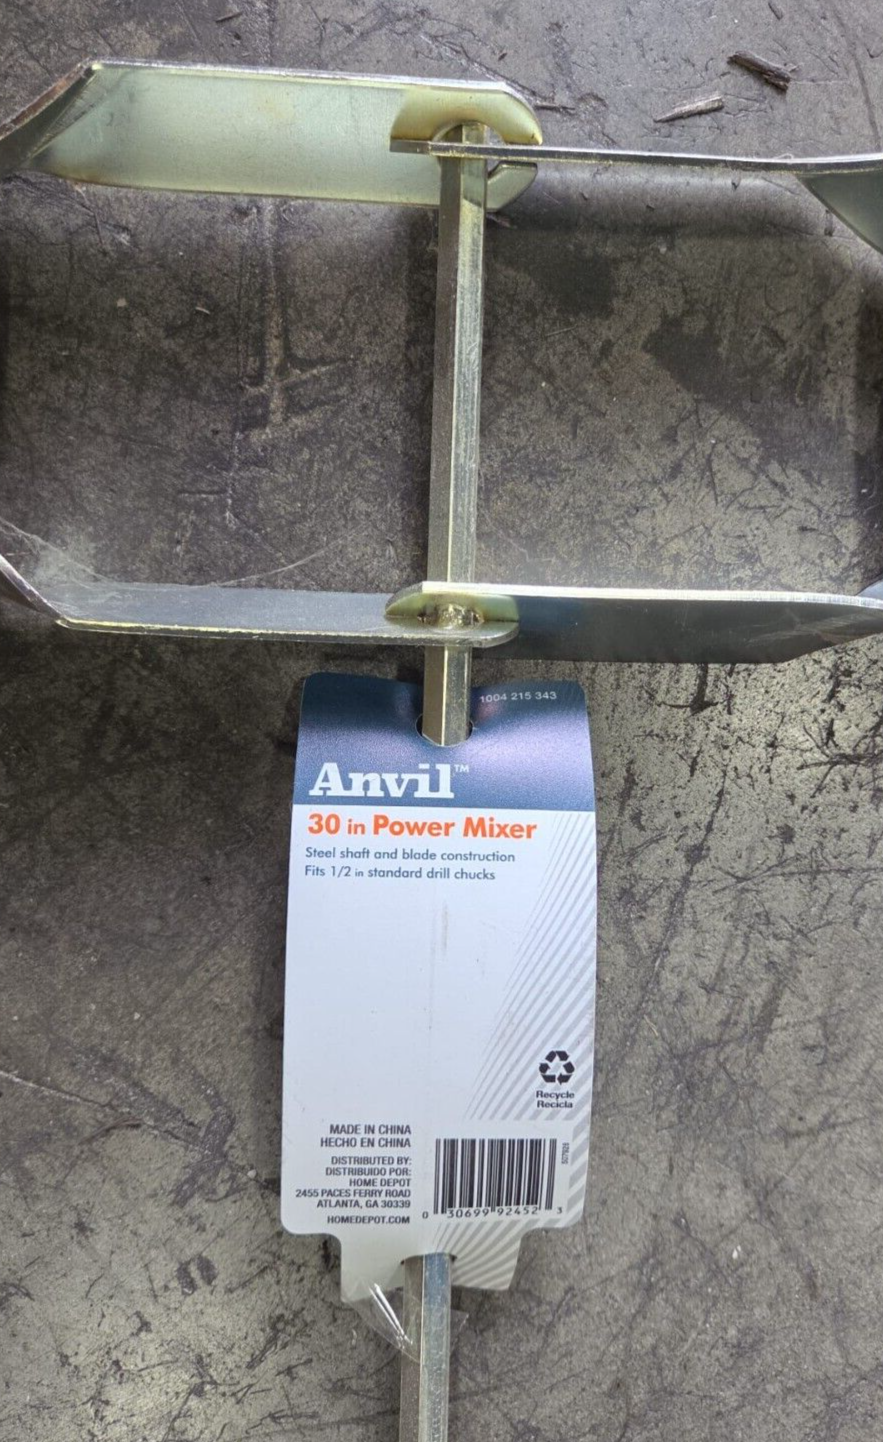 1004 215 343
Anvil™
30 in Power Mixer
Steel shaft and blade construction
Fits 1/2 in standard drill chucks
Recycle
Recicla
MADE IN CHINA
HECHO EN CHINA
DISTRIBUTED BY:
DISTRIBUIDO POR:
HOME DEPOT
2455 PACES FERRY ROAD
ATLANTA, GA 30339
HOMEDEPOT.COM
0 30699 92452 3